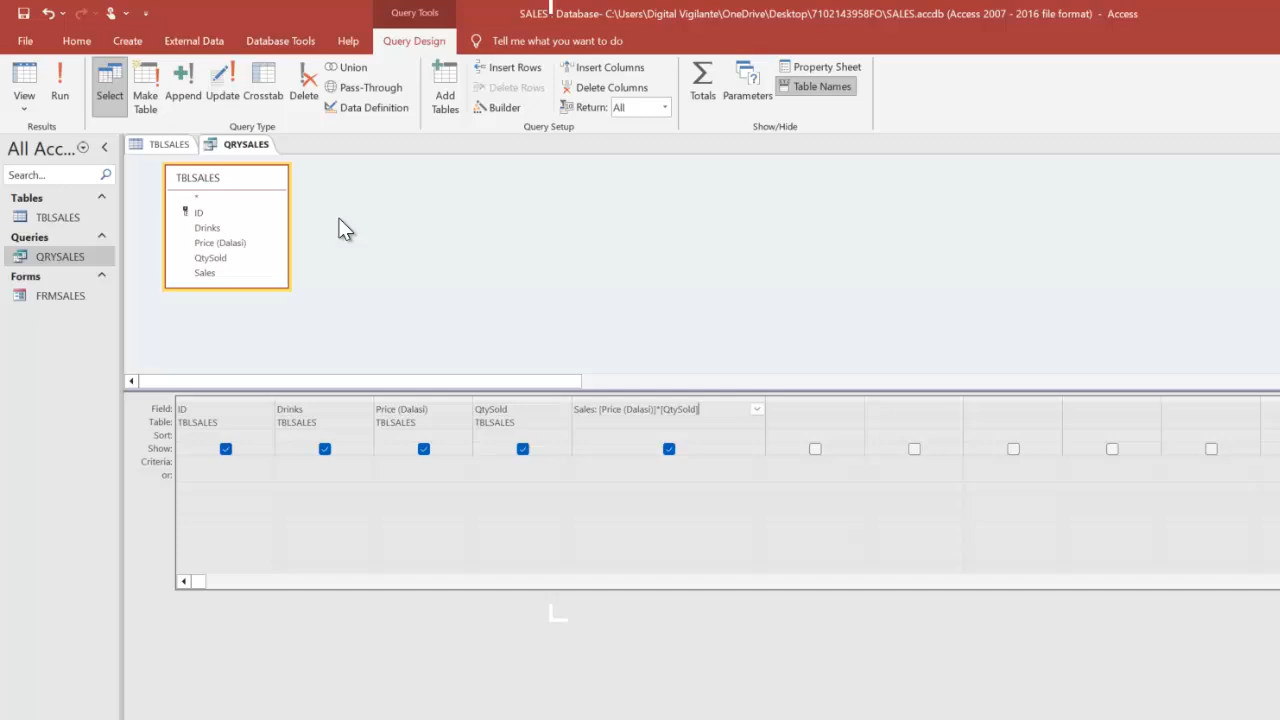 Query Tools
SALES : Database- C:\Users\Digital Vigilante\OneDrive\Desktop\7102143958FO\SALES.accdb (Access 2007 - 2016 file format) - Access
File Home Create External Data Database Tools Help Query Design Tell me what you want to do
View Run Select Make Table Append Update Crosstab Delete
Union
Pass-Through
Data Definition
Add Tables
Insert Rows
Delete Rows
Builder
Insert Columns
Delete Columns
Return: All
Totals Parameters
Property Sheet
Table Names
Results Query Type Query Setup Show/Hide
All Acc...
Search...
Tables
TBLSALES
Queries
QRYSALES
Forms
FRMSALES
TBLSALES QRYSALES
TBLSALES
*
ID
Drinks
Price (Dalasi)
QtySold
Sales
Field: ID Drinks Price (Dalasi) QtySold Sales: [Price (Dalasi)]*[QtySold]
Table: TBLSALES TBLSALES TBLSALES TBLSALES
Sort:
Show:
Criteria:
or: